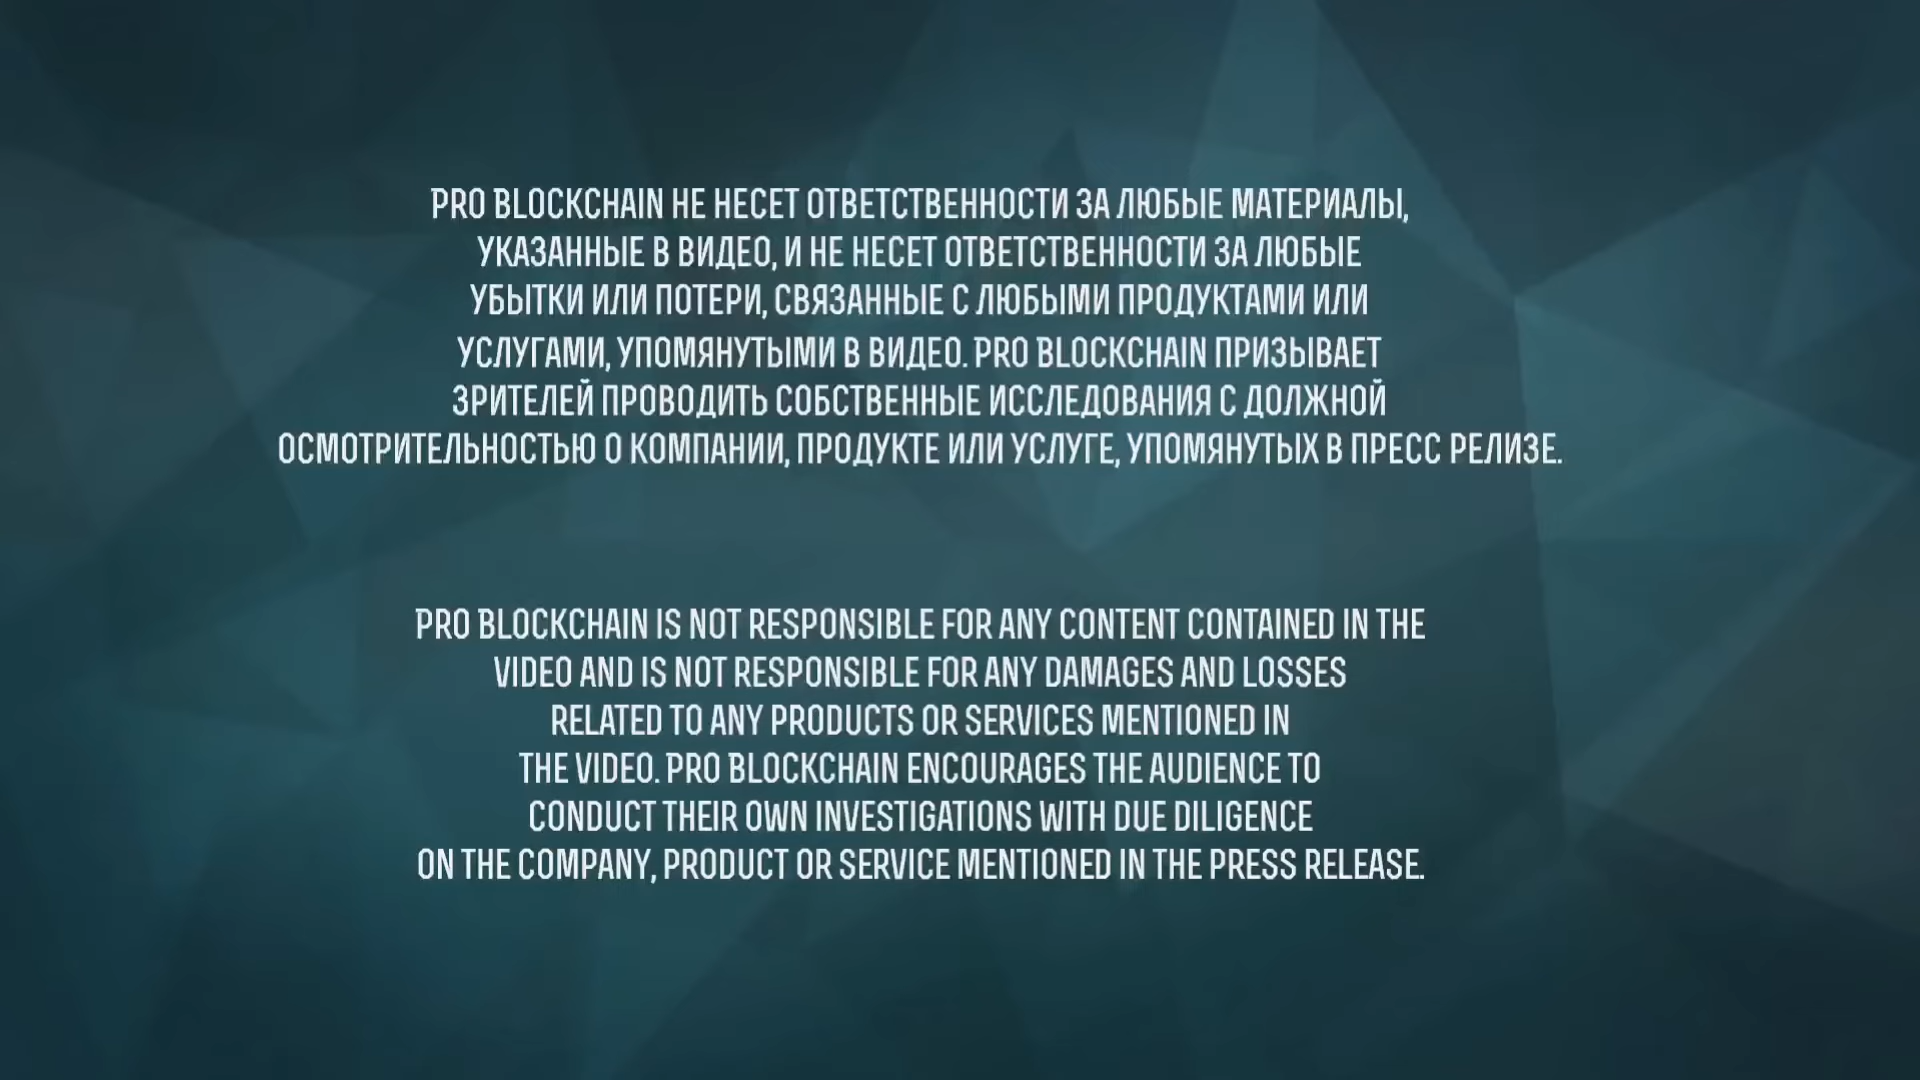 PRO BLOCKCHAIN НЕ НЕСЕТ ОТВЕТСТВЕННОСТИ ЗА ЛЮБЫЕ МАТЕРИАЛЫ,
УКАЗАННЫЕ В ВИДЕО, И НЕ НЕСЕТ ОТВЕТСТВЕННОСТИ ЗА ЛЮБЫЕ
УБЫТКИ ИЛИ ПОТЕРИ, СВЯЗАННЫЕ С ЛЮБЫМИ ПРОДУКТАМИ ИЛИ
УСЛУГАМИ, УПОМЯНУТЫМИ В ВИДЕО. PRO BLOCKCHAIN ПРИЗЫВАЕТ
ЗРИТЕЛЕЙ ПРОВОДИТЬ СОБСТВЕННЫЕ ИССЛЕДОВАНИЯ С ДОЛЖНОЙ
ОСМОТРИТЕЛЬНОСТЬЮ О КОМПАНИИ, ПРОДУКТЕ ИЛИ УСЛУГЕ, УПОМЯНУТЫХ В ПРЕСС РЕЛИЗЕ.
PRO BLOCKCHAIN IS NOT RESPONSIBLE FOR ANY CONTENT CONTAINED IN THE
VIDEO AND IS NOT RESPONSIBLE FOR ANY DAMAGES AND LOSSES
RELATED TO ANY PRODUCTS OR SERVICES MENTIONED IN
THE VIDEO. PRO BLOCKCHAIN ENCOURAGES THE AUDIENCE TO
CONDUCT THEIR OWN INVESTIGATIONS WITH DUE DILIGENCE
ON THE COMPANY, PRODUCT OR SERVICE MENTIONED IN THE PRESS RELEASE.